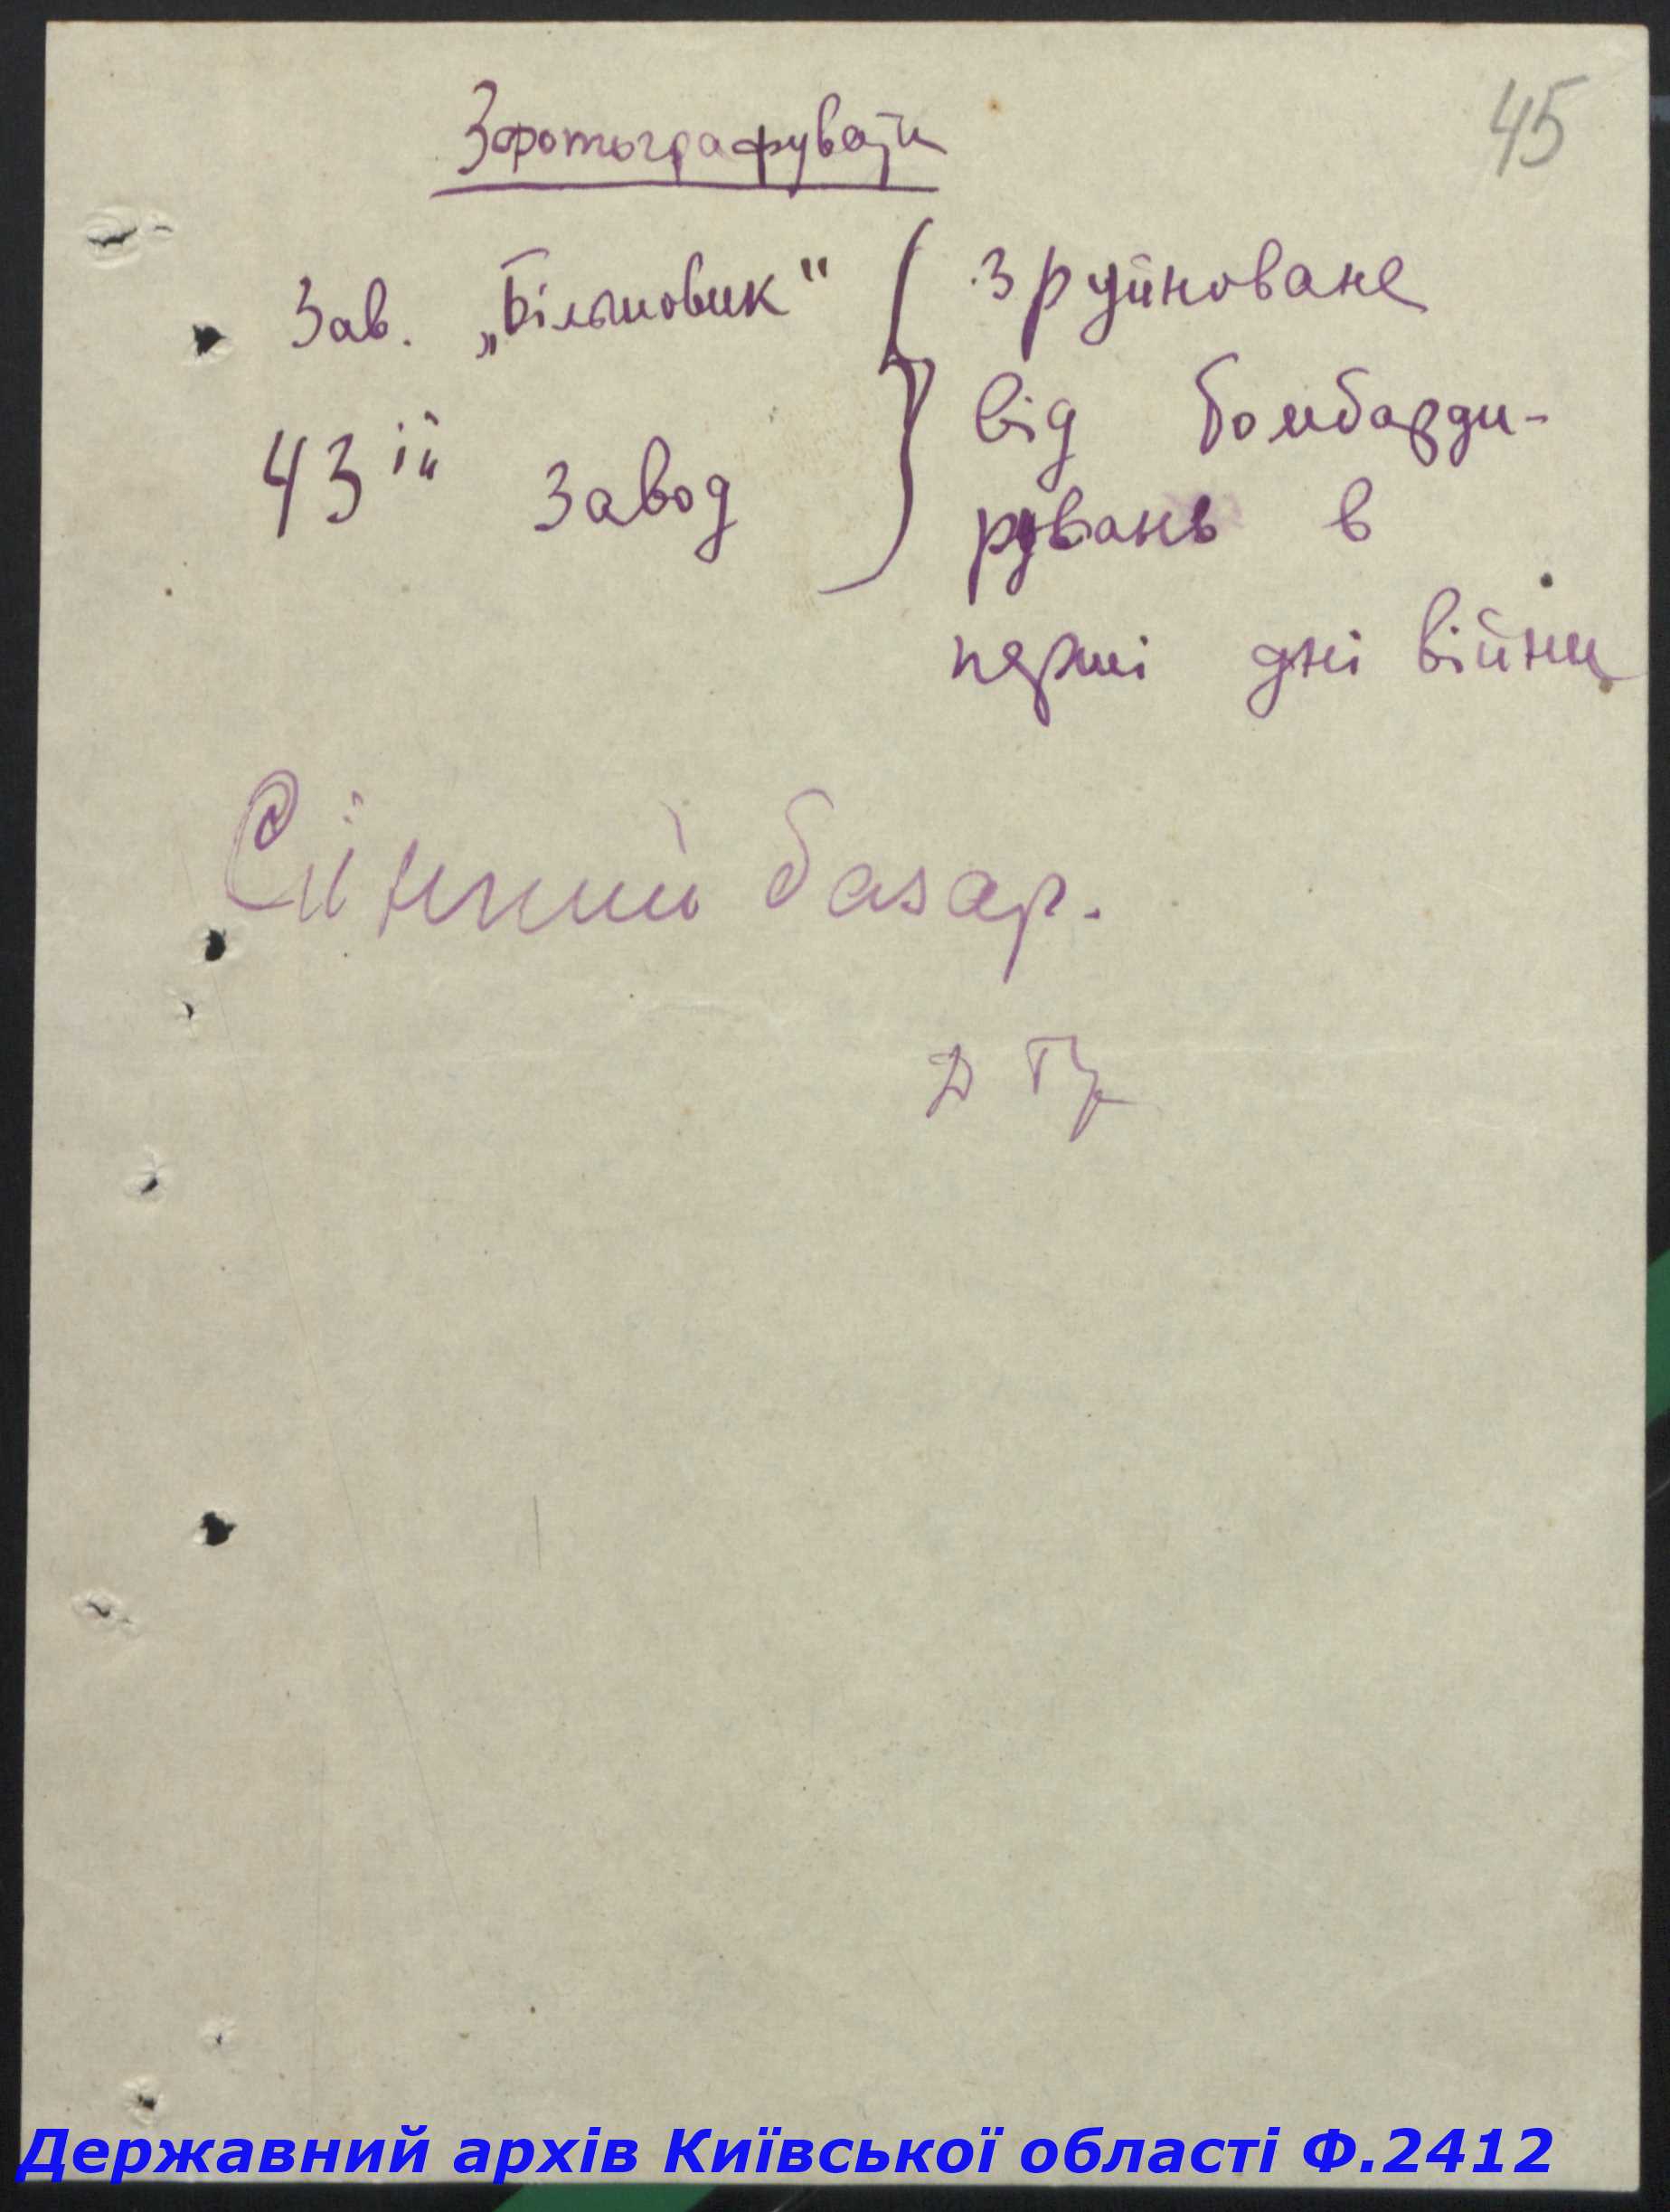 45
Зфотографувати
Зав. „Більшовик“
43ій завод
зруйноване
від бомбарди-
рувань в
перші дні війни
Сінний базар.
Державний архів Київської області Ф.2412